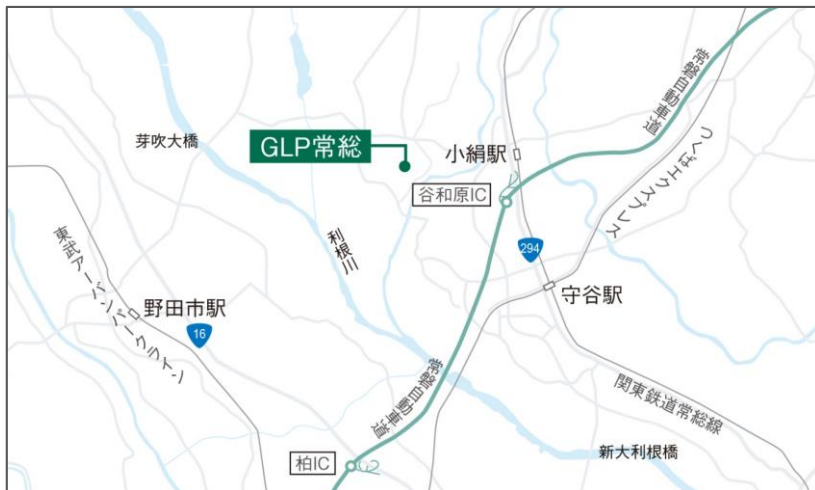 常磐自動車道
芽吹大橋
GLP常総
小絹駅
つくばエクスプレス
谷和原IC
利根川
294
東武アーバンパークライン
野田市駅
守谷駅
16
常磐自動車道
関東鉄道常総線
柏IC
新大利根橋